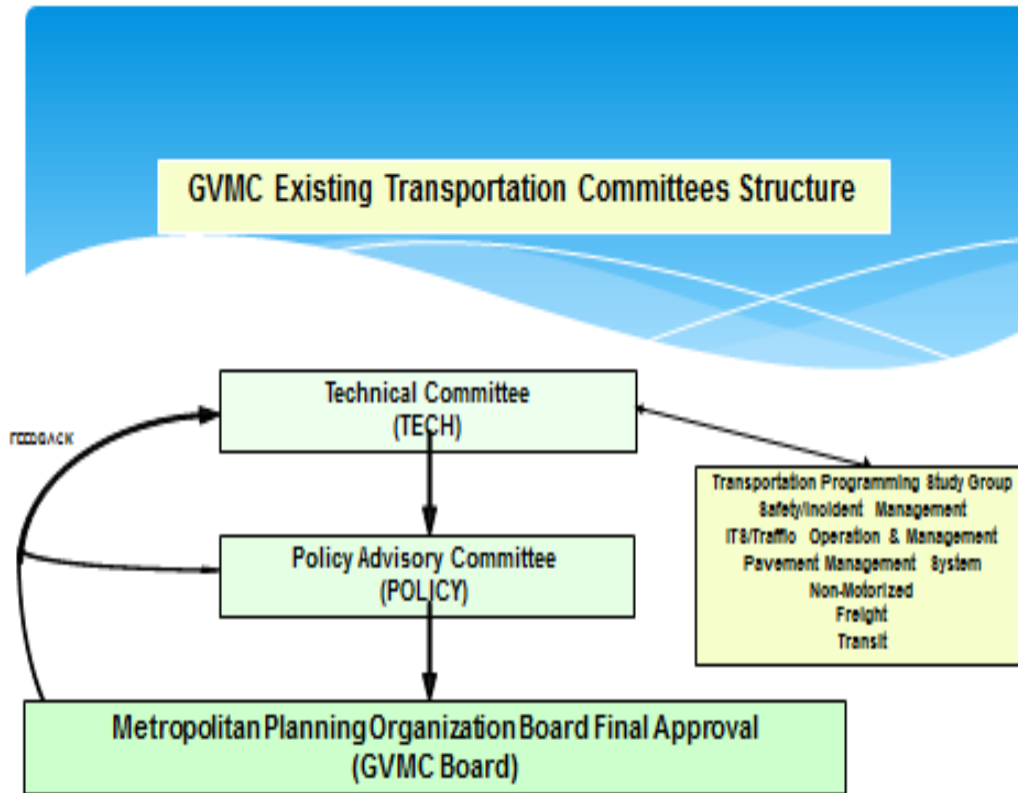 GVMC Existing Transportation Committees Structure
Technical Committee
(TECH)
FEEDBACK
Transportation Programming Study Group
Safety/Incident Management
ITS/Traffic Operation & Management
Pavement Management System
Non-Motorized
Freight
Transit
Policy Advisory Committee
(POLICY)
Metropolitan Planning Organization Board Final Approval
(GVMC Board)